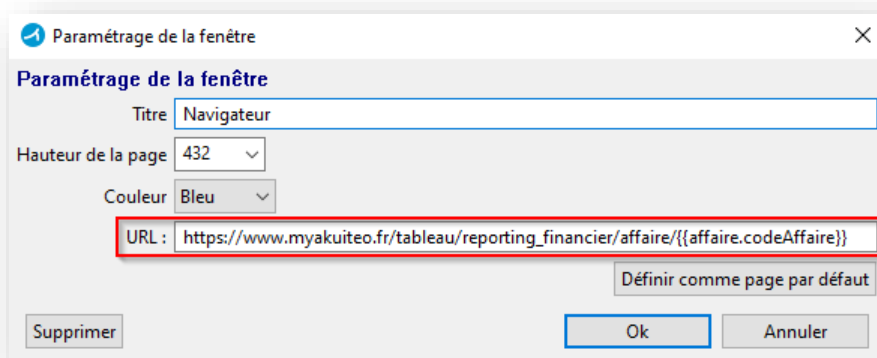 Paramétrage de la fenêtre
Paramétrage de la fenêtre
Titre Navigateur
Hauteur de la page 432
Couleur Bleu
URL : https://www.myakuiteo.fr/tableau/reporting_financier/affaire/{{affaire.codeAffaire}}
Définir comme page par défaut
Supprimer Ok Annuler